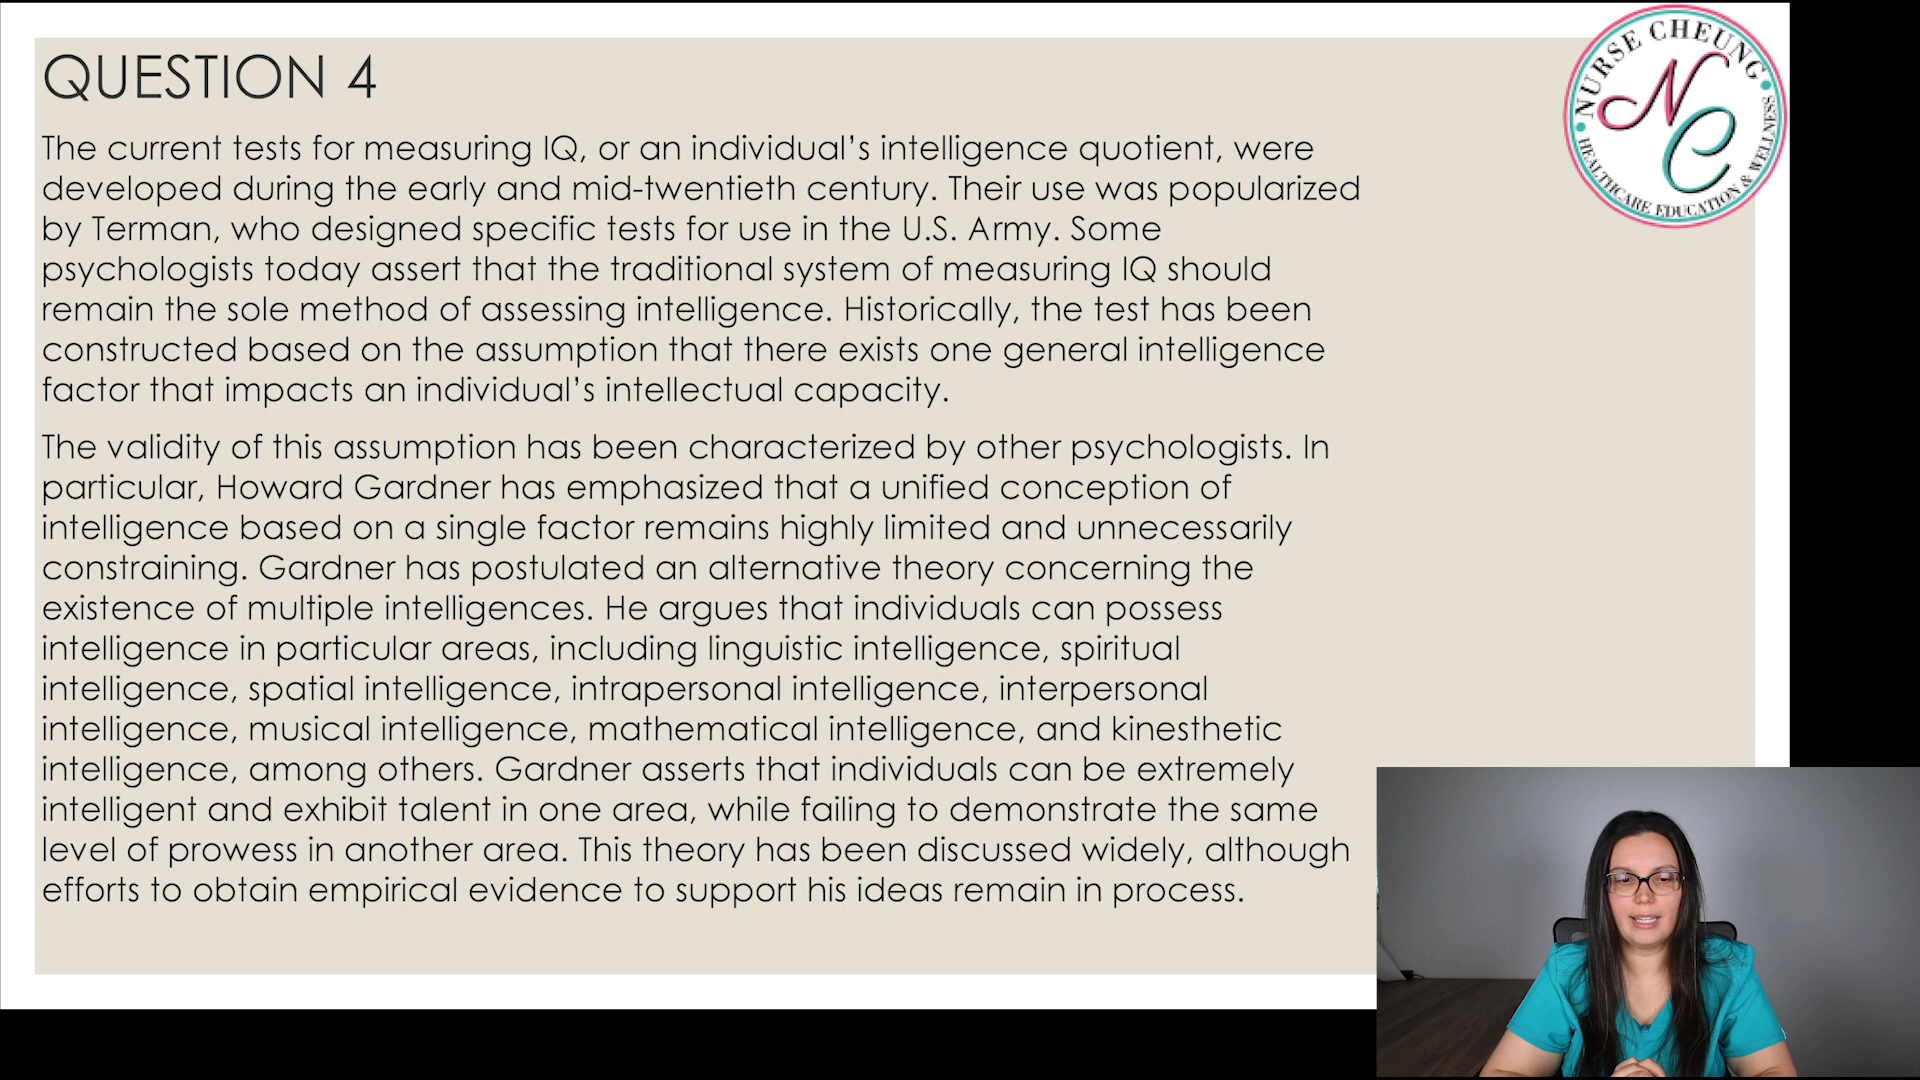 QUESTION 4
The current tests for measuring IQ, or an individual’s intelligence quotient, were
developed during the early and mid-twentieth century. Their use was popularized
by Terman, who designed specific tests for use in the U.S. Army. Some
psychologists today assert that the traditional system of measuring IQ should
remain the sole method of assessing intelligence. Historically, the test has been
constructed based on the assumption that there exists one general intelligence
factor that impacts an individual’s intellectual capacity.
The validity of this assumption has been characterized by other psychologists. In
particular, Howard Gardner has emphasized that a unified conception of
intelligence based on a single factor remains highly limited and unnecessarily
constraining. Gardner has postulated an alternative theory concerning the
existence of multiple intelligences. He argues that individuals can possess
intelligence in particular areas, including linguistic intelligence, spiritual
intelligence, spatial intelligence, intrapersonal intelligence, interpersonal
intelligence, musical intelligence, mathematical intelligence, and kinesthetic
intelligence, among others. Gardner asserts that individuals can be extremely
intelligent and exhibit talent in one area, while failing to demonstrate the same
level of prowess in another area. This theory has been discussed widely, although
efforts to obtain empirical evidence to support his ideas remain in process.
NURSE CHEUNG
NC
HEALTHCARE EDUCATION & WELLNESS